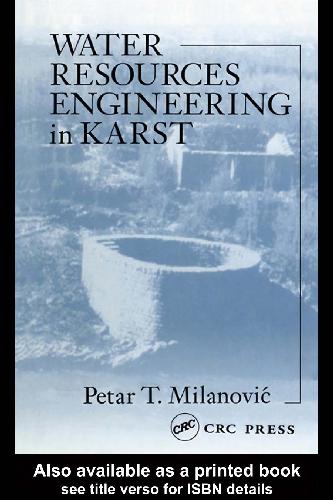 WATER
RESOURCES
ENGINEERING
in KARST
Petar T. Milanović
CRC CRC PRESS
Also available as a printed book
see title verso for ISBN details